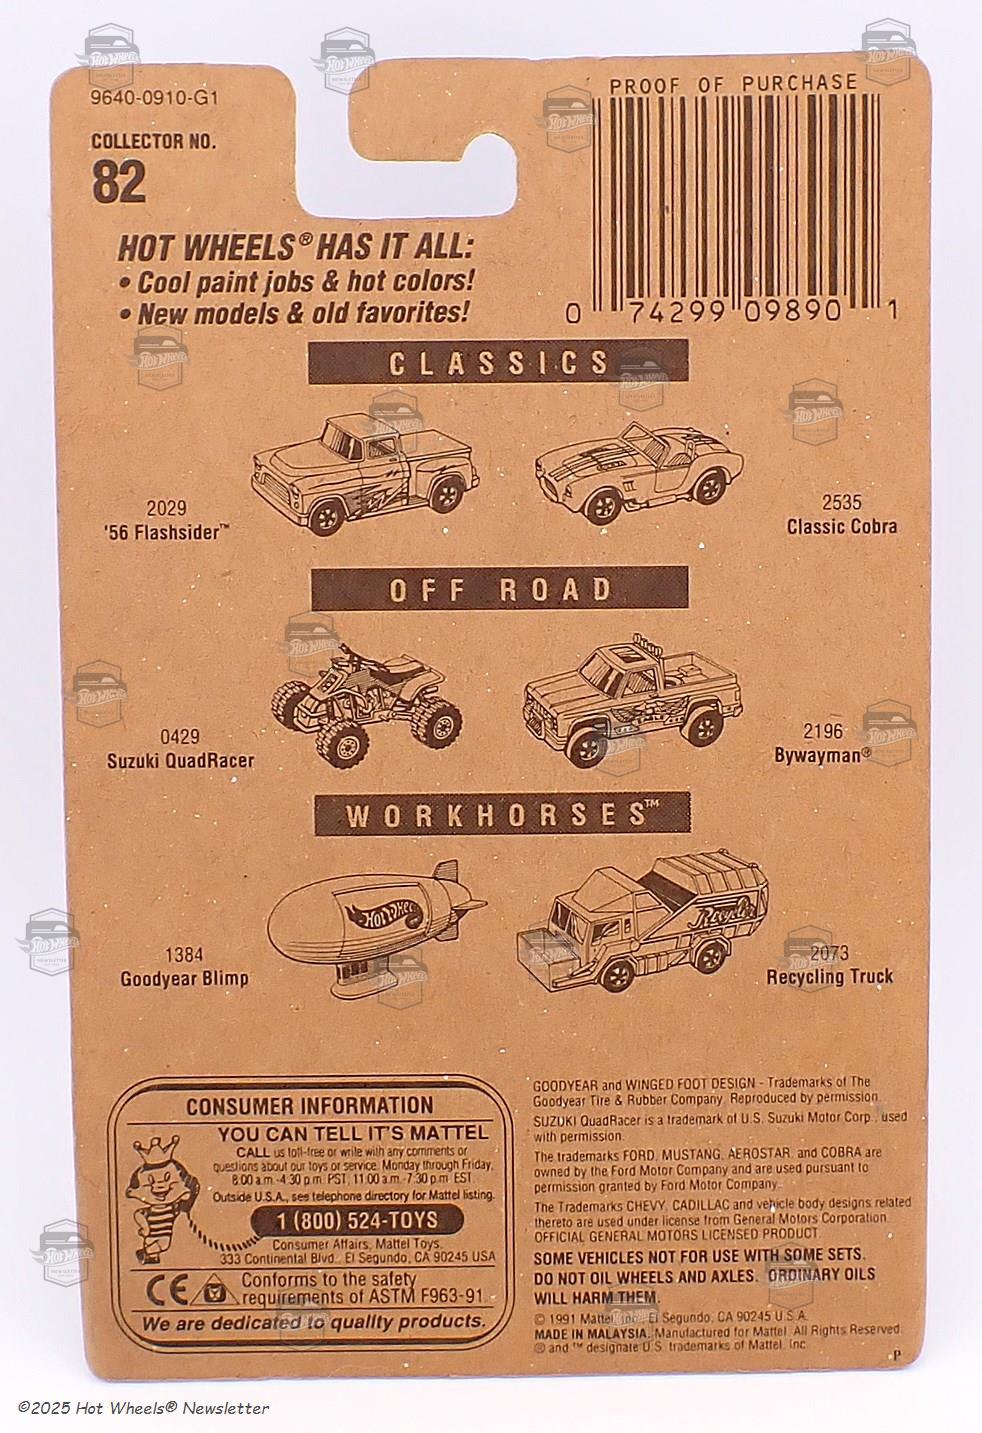 9640-0910-G1
COLLECTOR NO.
82
PROOF OF PURCHASE
0 74299 09890 1
HOT WHEELS® HAS IT ALL:
• Cool paint jobs & hot colors!
• New models & old favorites!
CLASSICS
2029
'56 Flashsider™
2535
Classic Cobra
OFF ROAD
0429
Suzuki QuadRacer
2196
Bywayman®
WORKHORSES™
Hot Wheels
Recycler
1384
Goodyear Blimp
2073
Recycling Truck
CONSUMER INFORMATION
YOU CAN TELL IT'S MATTEL
CALL us toll-free or write with any comments or
questions about our toys or service. Monday through Friday,
8:00 a.m.-4:30 p.m. PST, 11:00 a.m.-7:30 p.m. EST.
Outside U.S.A., see telephone directory for Mattel listing.
1 (800) 524-TOYS
Consumer Affairs, Mattel Toys.
333 Continental Blvd., El Segundo, CA 90245 USA
CE Conforms to the safety
requirements of ASTM F963-91.
We are dedicated to quality products.
GOODYEAR and WINGED FOOT DESIGN - Trademarks of The
Goodyear Tire & Rubber Company. Reproduced by permission.
SUZUKI QuadRacer is a trademark of U.S. Suzuki Motor Corp., used
with permission.
The trademarks FORD, MUSTANG, AEROSTAR, and COBRA are
owned by the Ford Motor Company and are used pursuant to
permission granted by Ford Motor Company.
The Trademarks CHEVY, CADILLAC and vehicle body designs related
thereto are used under license from General Motors Corporation.
OFFICIAL GENERAL MOTORS LICENSED PRODUCT.
SOME VEHICLES NOT FOR USE WITH SOME SETS.
DO NOT OIL WHEELS AND AXLES. ORDINARY OILS
WILL HARM THEM.
© 1991 Mattel, Inc. El Segundo, CA 90245 U.S.A.
MADE IN MALAYSIA. Manufactured for Mattel. All Rights Reserved.
® and ™ designate U.S. trademarks of Mattel, Inc.
P
©2025 Hot Wheels® Newsletter